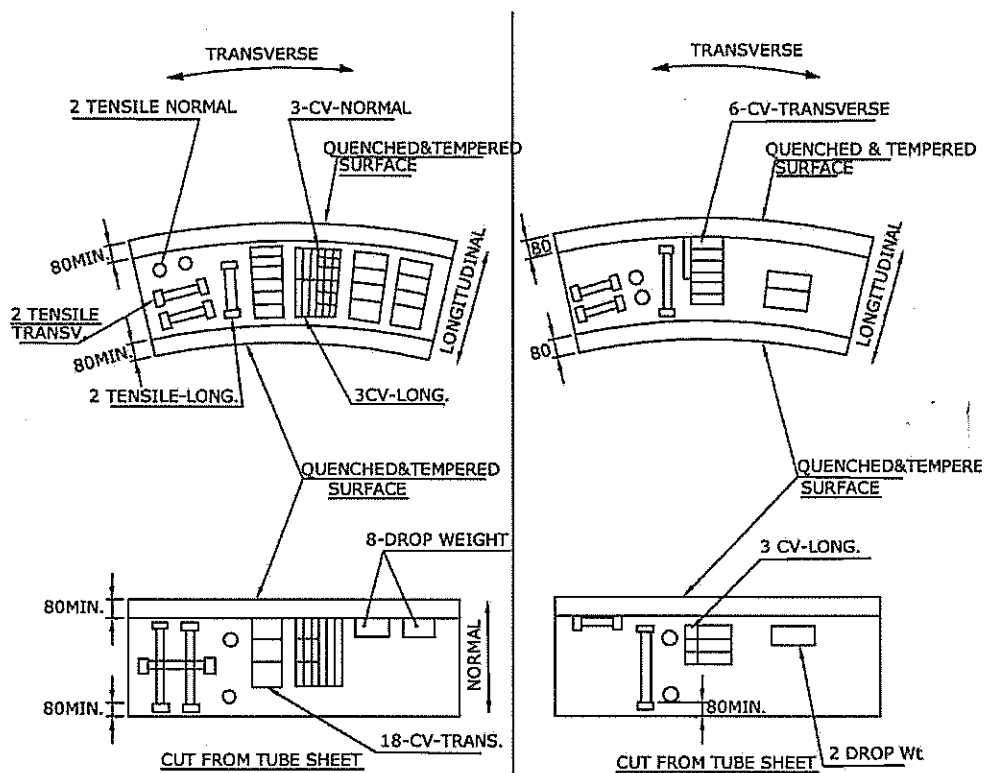 TRANSVERSE
2 TENSILE NORMAL
3-CV-NORMAL
QUENCHED&TEMPERED
SURFACE
80MIN.
LONGITUDINAL
2 TENSILE
TRANSV.
80MIN.
2 TENSILE-LONG.
3CV-LONG.
QUENCHED&TEMPERED
SURFACE
8-DROP WEIGHT
80MIN.
NORMAL
80MIN.
18-CV-TRANS.
CUT FROM TUBE SHEET
TRANSVERSE
6-CV-TRANSVERSE
QUENCHED & TEMPERED
SURFACE
80
LONGITUDINAL
80
QUENCHED&TEMPERE
SURFACE
3 CV-LONG.
80MIN.
2 DROP Wt
CUT FROM TUBE SHEET